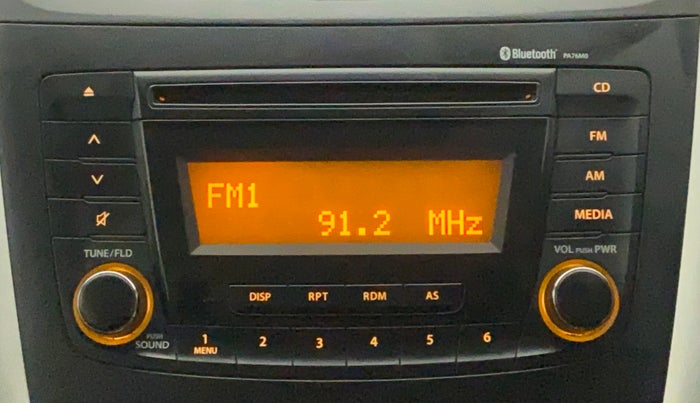 Bluetooth PA76M0
CD
FM
AM
MEDIA
FM1
91.2 MHz
TUNE/FLD
VOL PUSH PWR
DISP RPT RDM AS
PUSH
SOUND
1 2 3 4 5 6
MENU